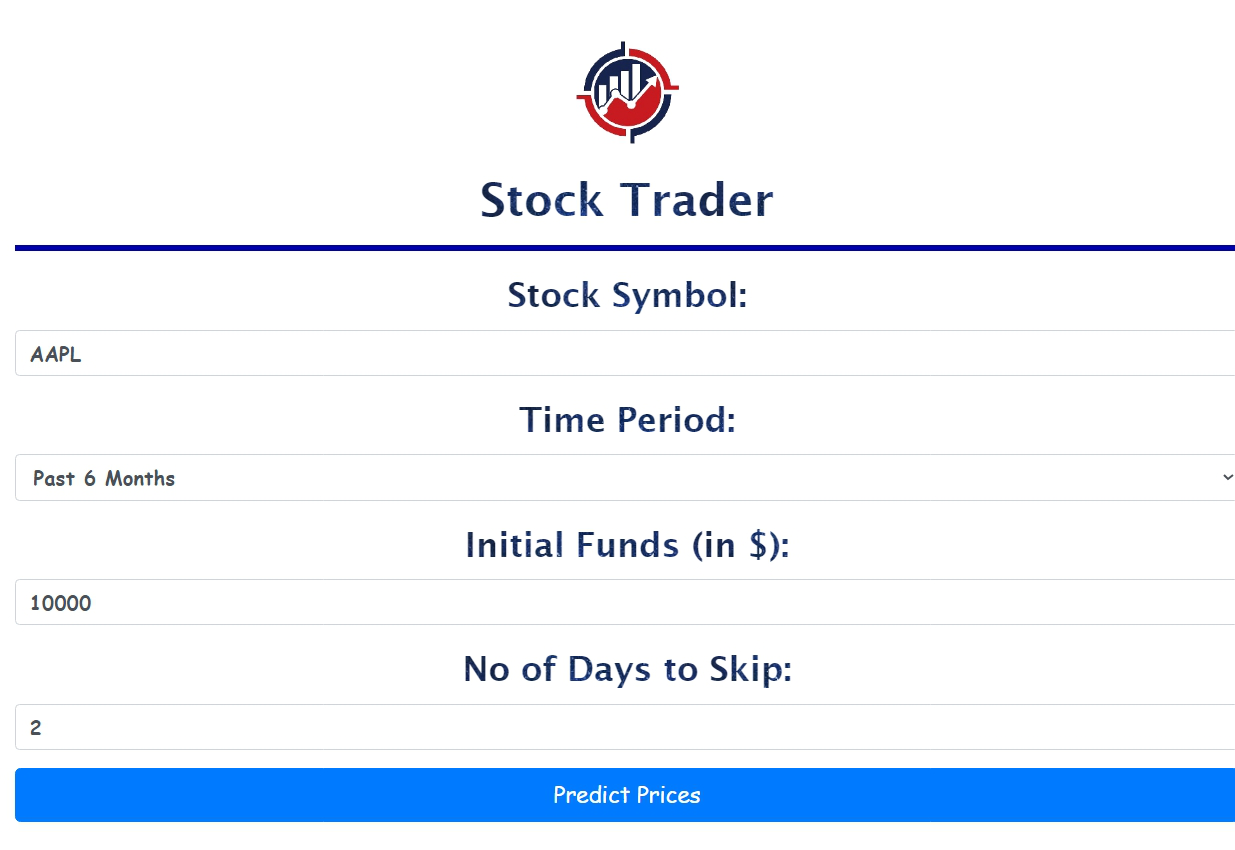 Stock Trader
Stock Symbol:
AAPL
Time Period:
Past 6 Months
Initial Funds (in $):
10000
No of Days to Skip:
2
Predict Prices